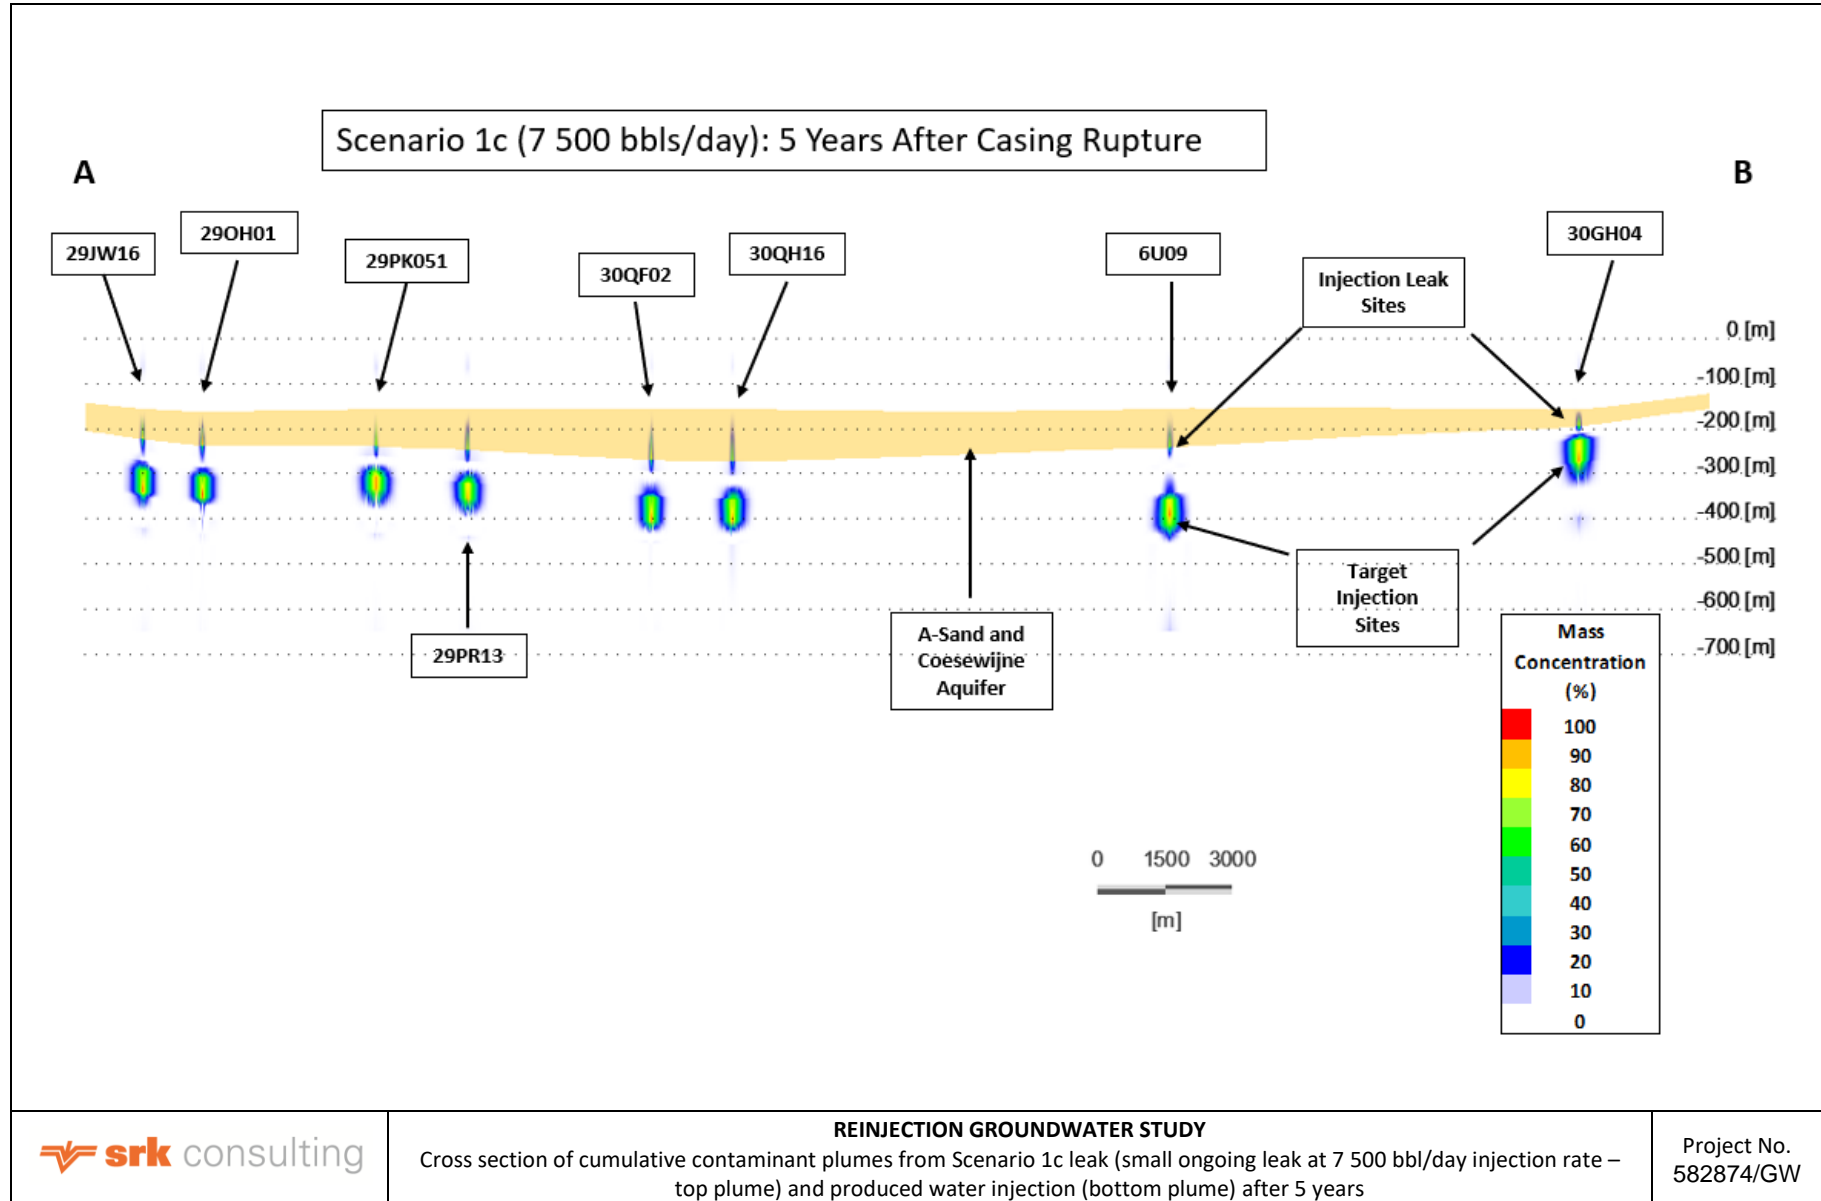 Scenario 1c (7 500 bbls/day): 5 Years After Casing Rupture
A
B
29JW16
29OH01
29PK051
30QF02
30QH16
6U09
30GH04
Injection Leak
Sites
0 [m]
-100 [m]
-200 [m]
-300 [m]
-400 [m]
-500 [m]
-600 [m]
-700 [m]
29PR13
A-Sand and
Coesewijne
Aquifer
Target
Injection
Sites
Mass
Concentration
(%)
100
90
80
70
60
50
40
30
20
10
0
0 1500 3000
[m]
srk consulting
REINJECTION GROUNDWATER STUDY
Cross section of cumulative contaminant plumes from Scenario 1c leak (small ongoing leak at 7 500 bbl/day injection rate –
top plume) and produced water injection (bottom plume) after 5 years
Project No.
582874/GW